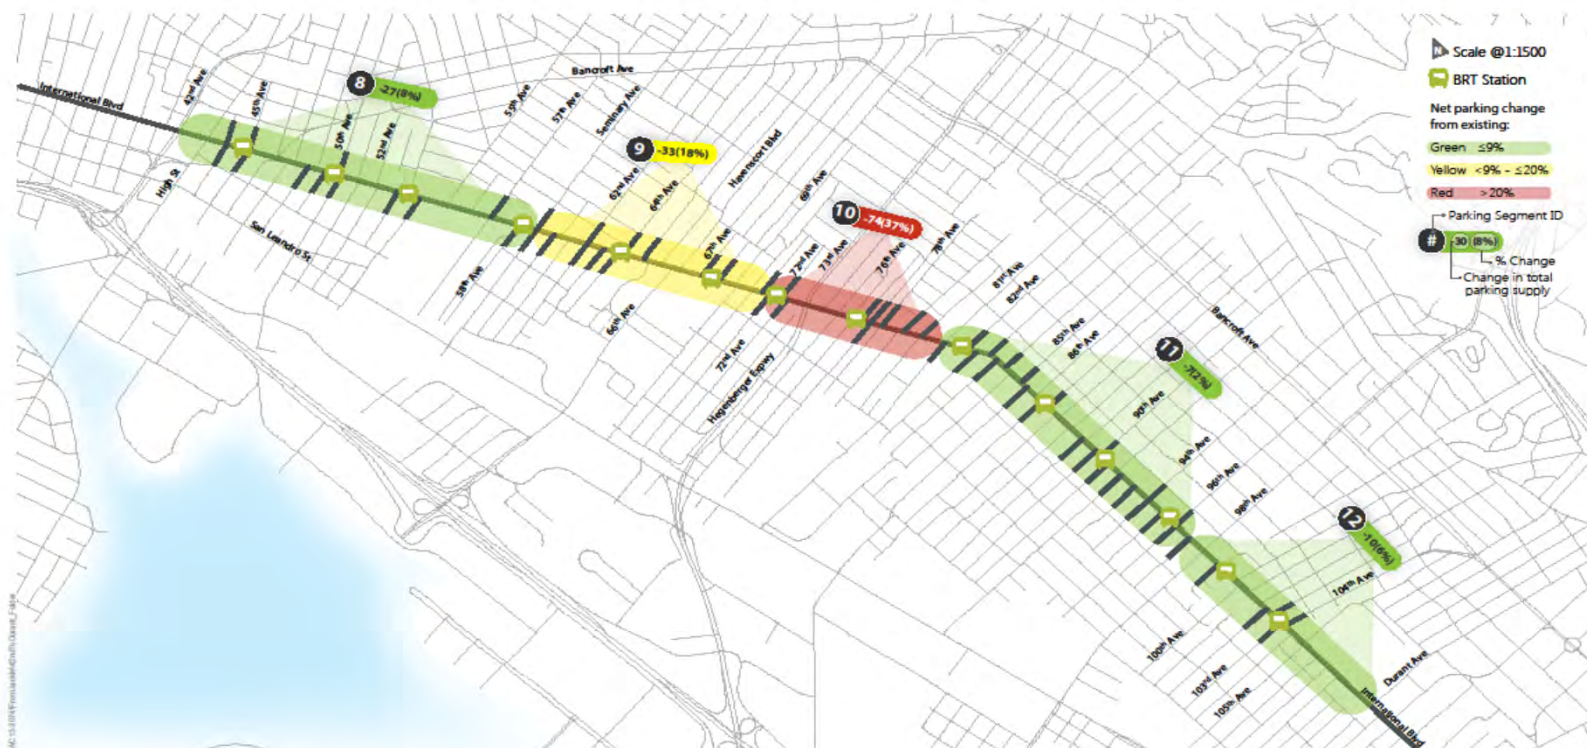 International Blvd
42nd Ave
45th Ave
8
-27(8%)
50th Ave
52nd Ave
High St
San Leandro St
Bancroft Ave
55th Ave
57th Ave
Seminary Ave
9
-33(18%)
62nd Ave
64th Ave
Havenscort Blvd
67th Ave
69th Ave
58th Ave
66th Ave
10
-74(37%)
72nd Ave
73rd Ave
76th Ave
78th Ave
72nd Ave
Hegenberger Expwy
81st Ave
82nd Ave
85th Ave
86th Ave
Bancroft Ave
11
-7(2%)
90th Ave
94th Ave
96th Ave
98th Ave
12
-10(6%)
104th Ave
100th Ave
103rd Ave
105th Ave
Durant Ave
International Blvd
N
Scale @1:1500
BRT Station
Net parking change
from existing:
Green ≤9%
Yellow <9% - ≤20%
Red >20%
Parking Segment ID
# -30 (8%)
% Change
Change in total
parking supply